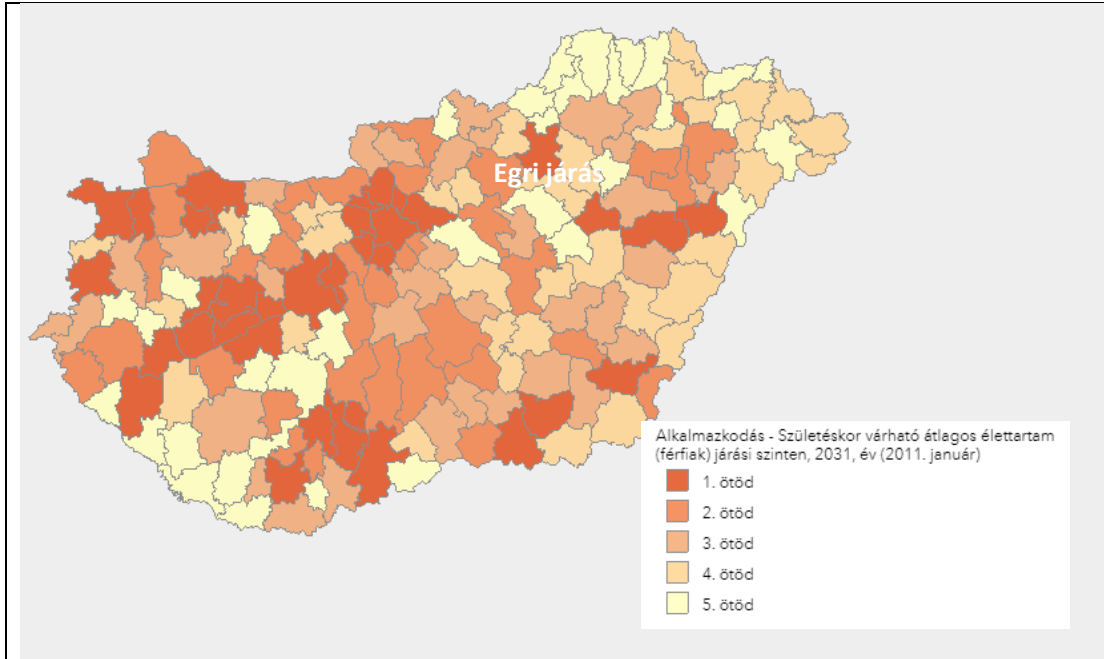 Egri járás
Alkalmazkodás - Születéskor várható átlagos élettartam
(férfiak) járási szinten, 2031, év (2011. január)
1. ötöd
2. ötöd
3. ötöd
4. ötöd
5. ötöd